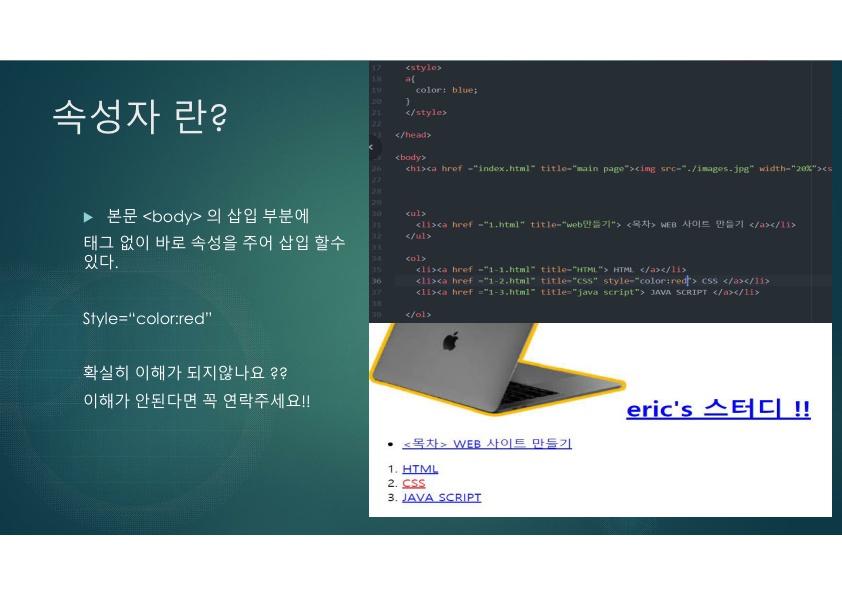 속성자 란?
본문 <body> 의 삽입 부분에
태그 없이 바로 속성을 주어 삽입 할수
있다.
Style=“color:red”
확실히 이해가 되지않나요 ??
이해가 안된다면 꼭 연락주세요!!
17 <style>
18 a{
19 color: blue;
20 }
21 </style>
22
</head>
<body>
26 <h1><a href ="index.html" title="main page"><img src="./images.jpg" width="20%"><s
27
28
29
30 <ul>
31 <li><a href ="1.html" title="web만들기"> <목차> WEB 사이트 만들기 </a></li>
32 </ul>
33
34 <ol>
35 <li><a href ="1-1.html" title="HTML"> HTML </a></li>
36 <li><a href ="1-2.html" title="CSS" style="color:red"> CSS </a></li>
37 <li><a href ="1-3.html" title="java script"> JAVA SCRIPT </a></li>
38
39 </ol>
eric's 스터디 !!
<목차> WEB 사이트 만들기
1. HTML
2. CSS
3. JAVA SCRIPT